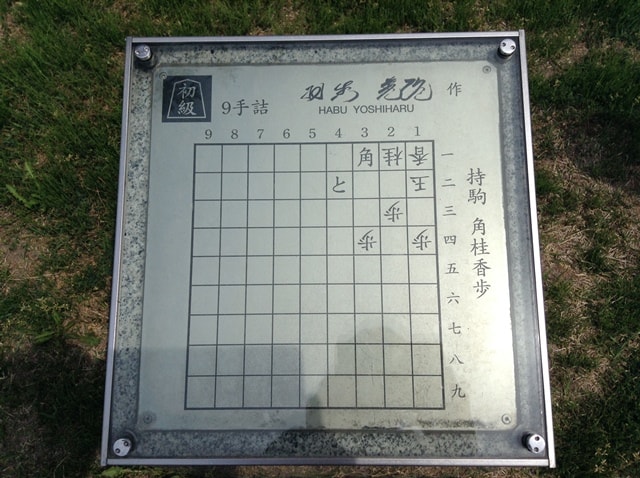 初級
9手詰
羽生 善治 作
HABU YOSHIHARU
9 8 7 6 5 4 3 2 1
角 桂 香 一
と 玉 二
歩 三
歩 歩 四
五
六
七
八
九
持駒 角桂香歩